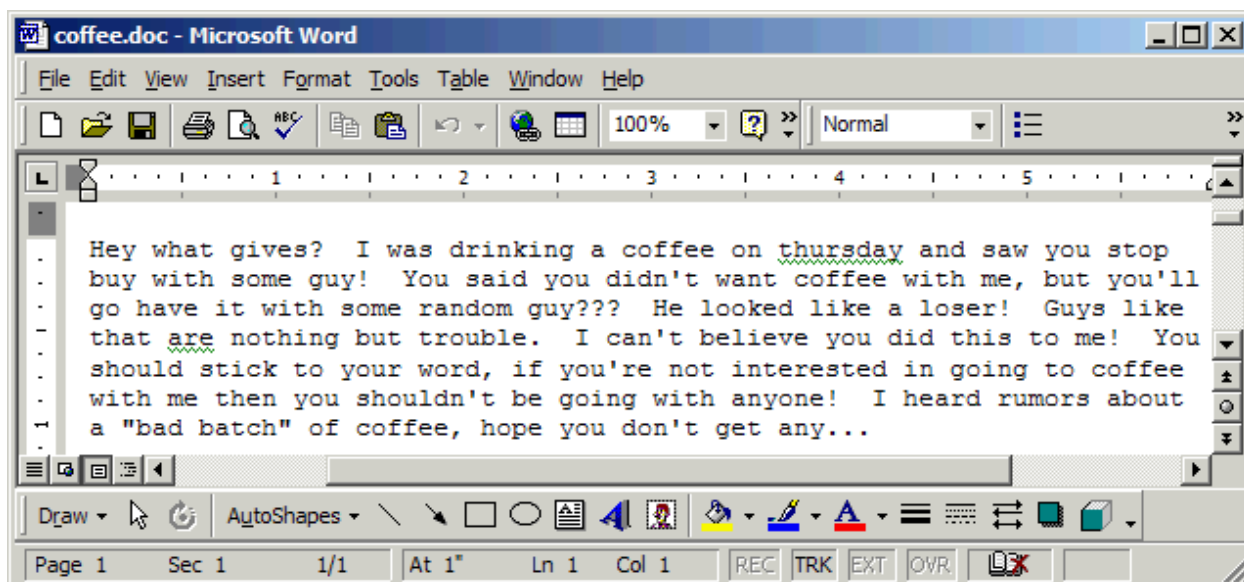 coffee.doc - Microsoft Word
File Edit View Insert Format Tools Table Window Help
ABC 100% Normal
1 2 3 4 5
Hey what gives?  I was drinking a coffee on thursday and saw you stop
buy with some guy!  You said you didn't want coffee with me, but you'll
go have it with some random guy???  He looked like a loser!  Guys like
that are nothing but trouble.  I can't believe you did this to me!  You
should stick to your word, if you're not interested in going to coffee
with me then you shouldn't be going with anyone!  I heard rumors about
a "bad batch" of coffee, hope you don't get any...
Draw AutoShapes
Page 1 Sec 1 1/1 At 1" Ln 1 Col 1 REC TRK EXT OVR